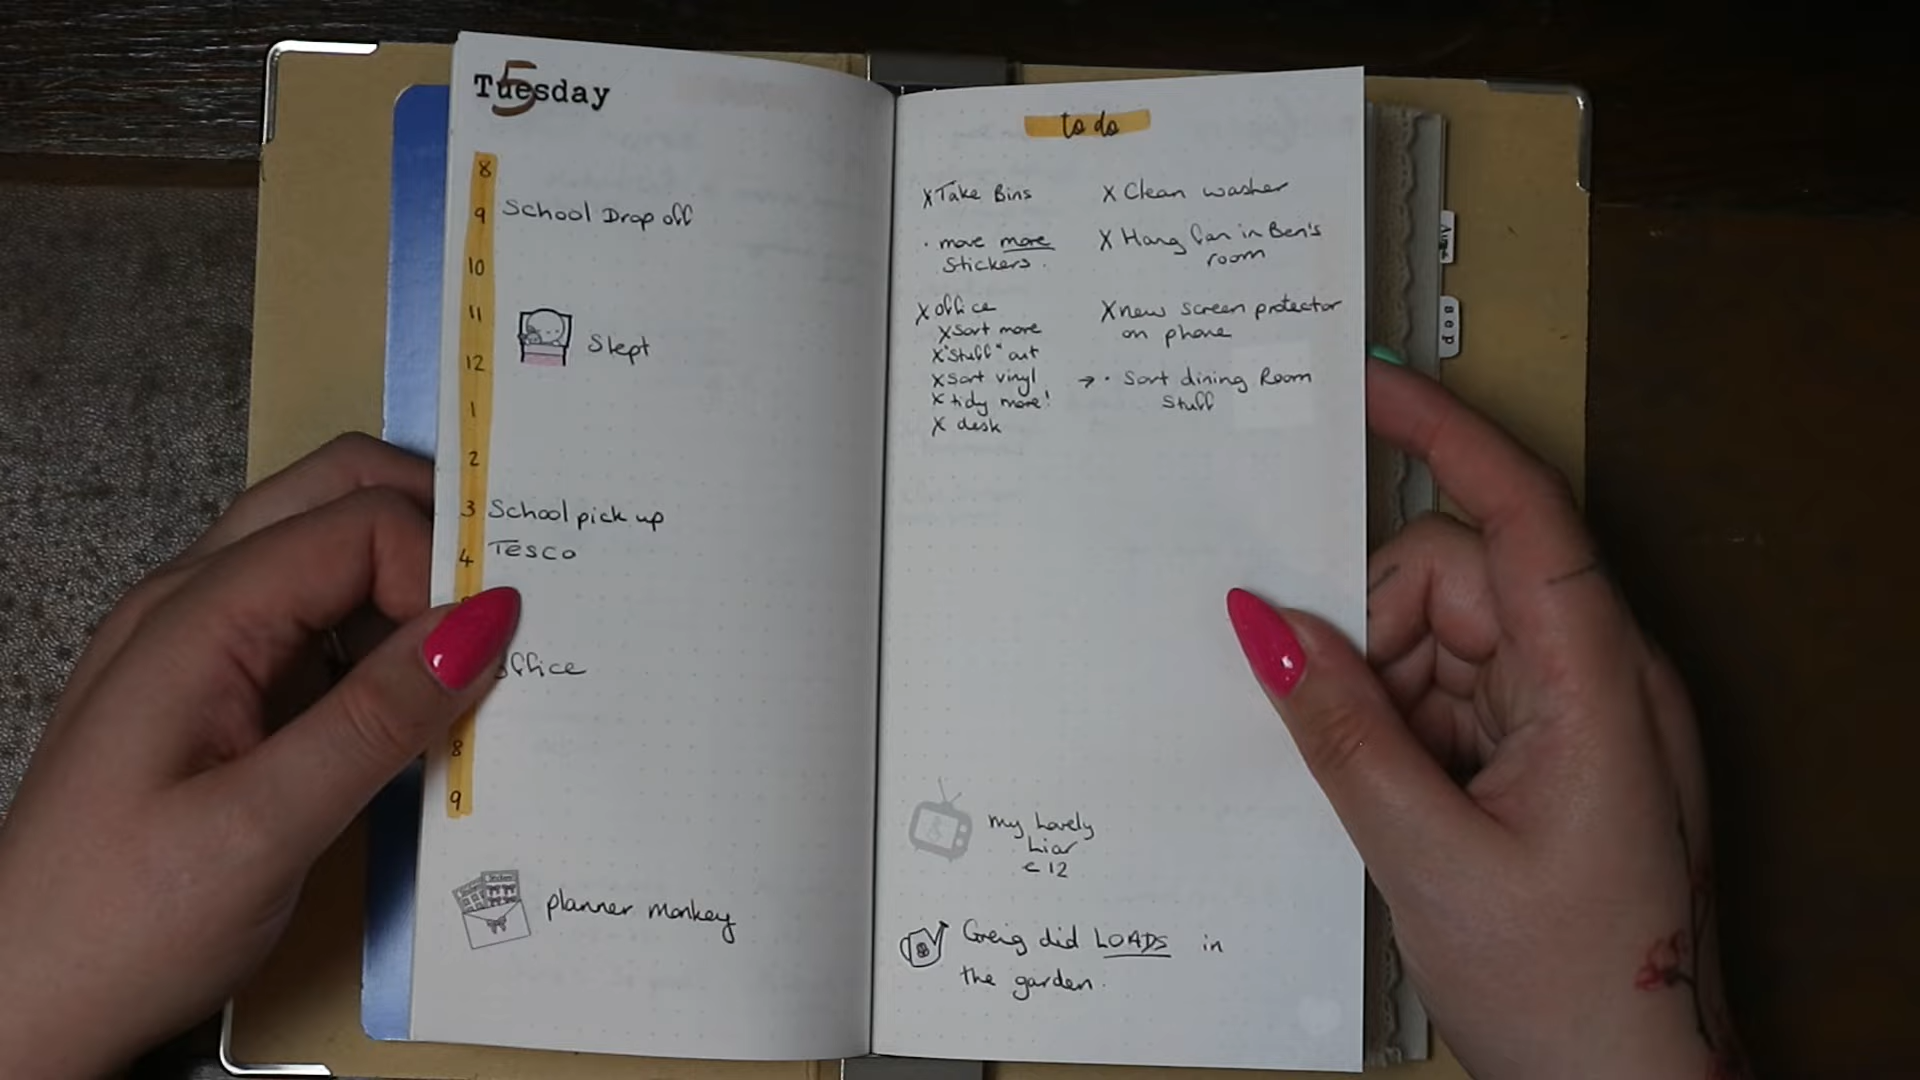 Tuesday
5
8
9 School Drop off
10
11
Slept
12
1
2
3 School pick up
4 Tesco
office
8
9
planner monkey
to do
X Take Bins
· move more
stickers.
X office
X Sort more
X "stuff" out
X Sort vinyl
X tidy more!
X desk
X Clean washer
X Hang fan in Ben's
room
X new screen protector
on phone
→ · Sort dining Room
Stuff
my Lovely
Liar
e 12
Greig did LOADS in
the garden.
sep